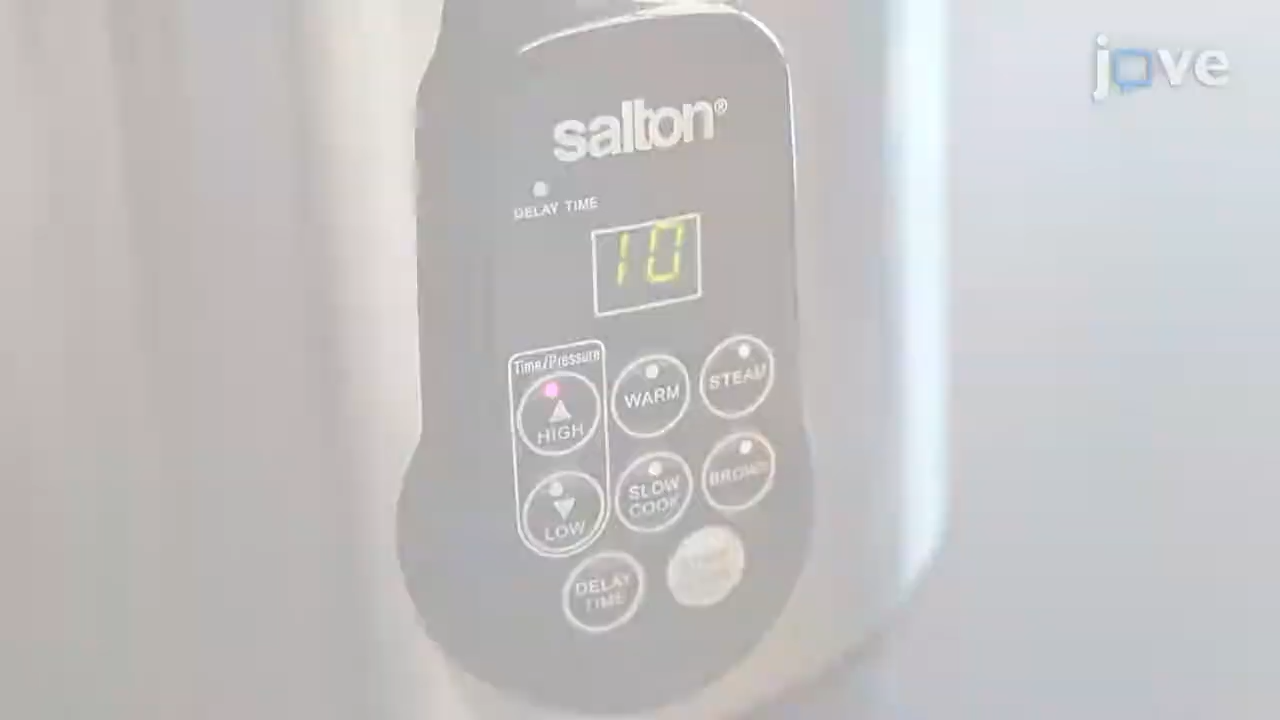 jove
salton®
DELAY TIME
10
Time/Pressure
HIGH
WARM
STEAM
LOW
SLOW
COOK
BROWN
DELAY
TIME